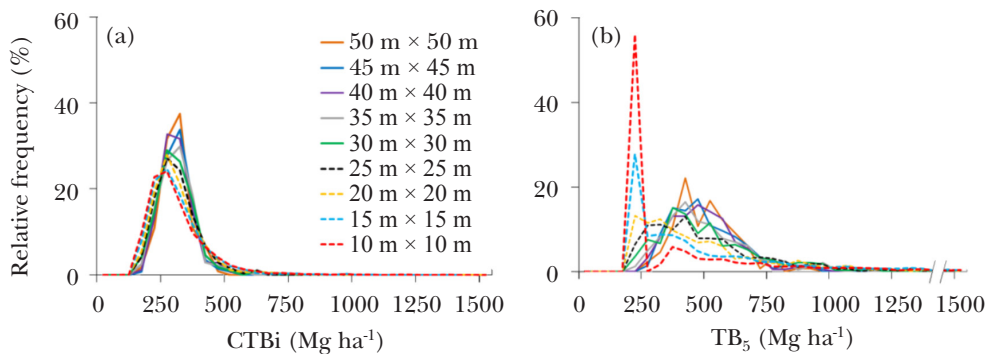 Relative frequency (%)
60
40
20
0
(a)
50 m × 50 m
45 m × 45 m
40 m × 40 m
35 m × 35 m
30 m × 30 m
25 m × 25 m
20 m × 20 m
15 m × 15 m
10 m × 10 m
0 250 500 750 1000 1250 1500
CTBi (Mg ha⁻¹)
60
40
20
0
(b)
0 250 500 750 1000 1250 1500
TB₅ (Mg ha⁻¹)